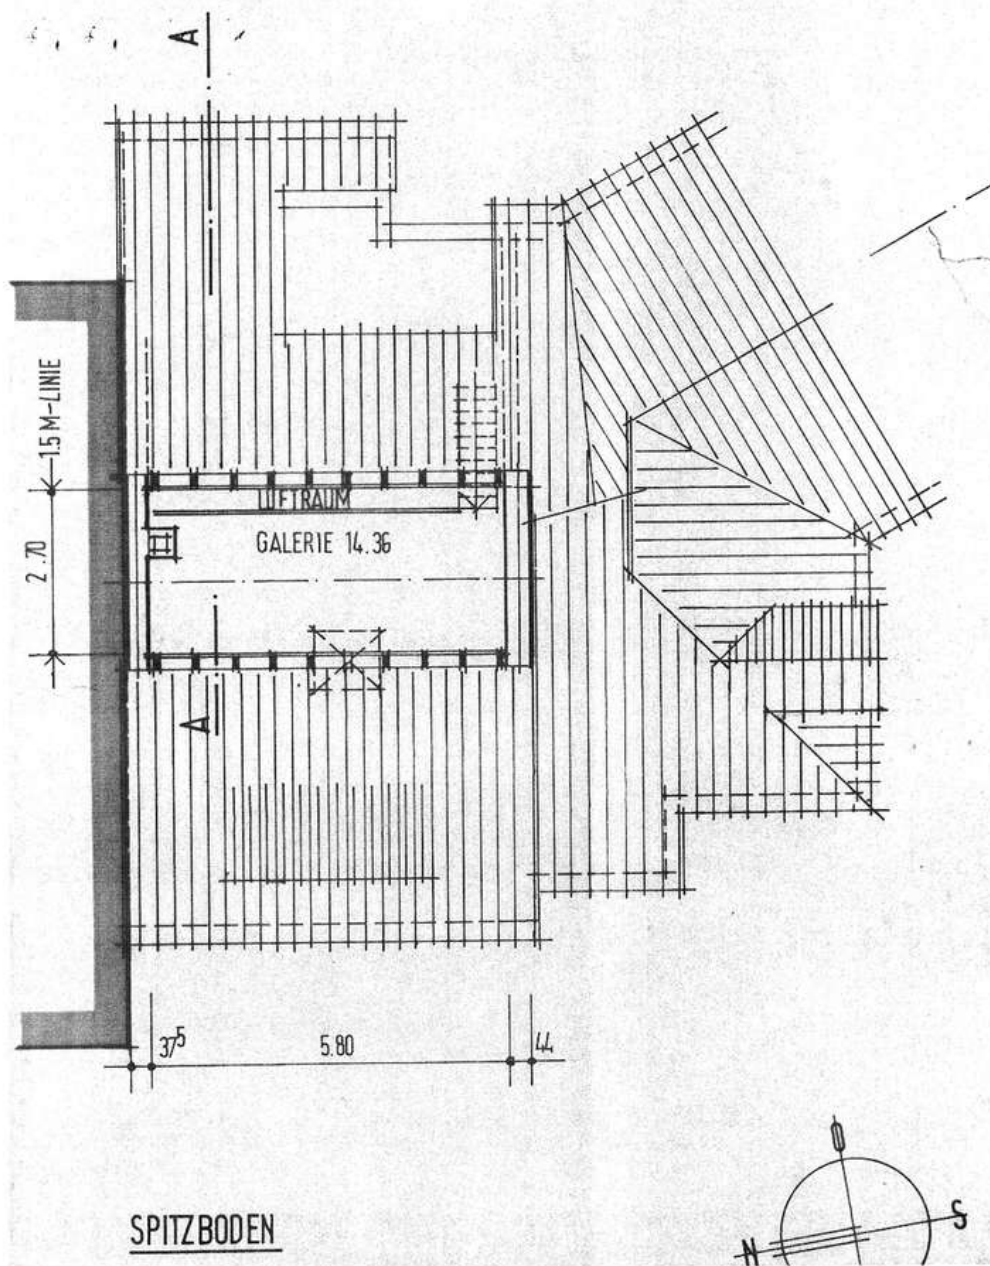 A
1.5 M-LINIE
LUFTRAUM
GALERIE 14.36
2.70
A
37⁵
5.80
44
O
S
N
SPITZBODEN